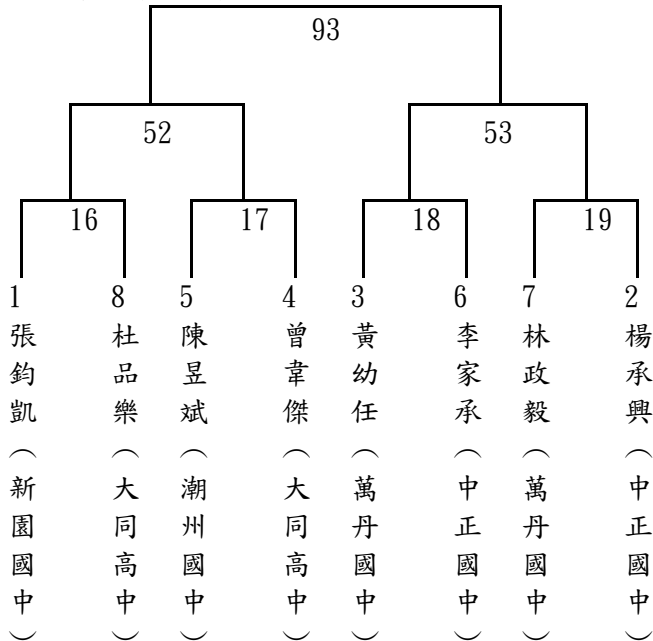 93
52
53
16
17
18
19
1
張鈞凱（新園國中）
8
杜品樂（大同高中）
5
陳昱斌（潮州國中）
4
曾韋傑（大同高中）
3
黃幼任（萬丹國中）
6
李家承（中正國中）
7
林政毅（萬丹國中）
2
楊承興（中正國中）